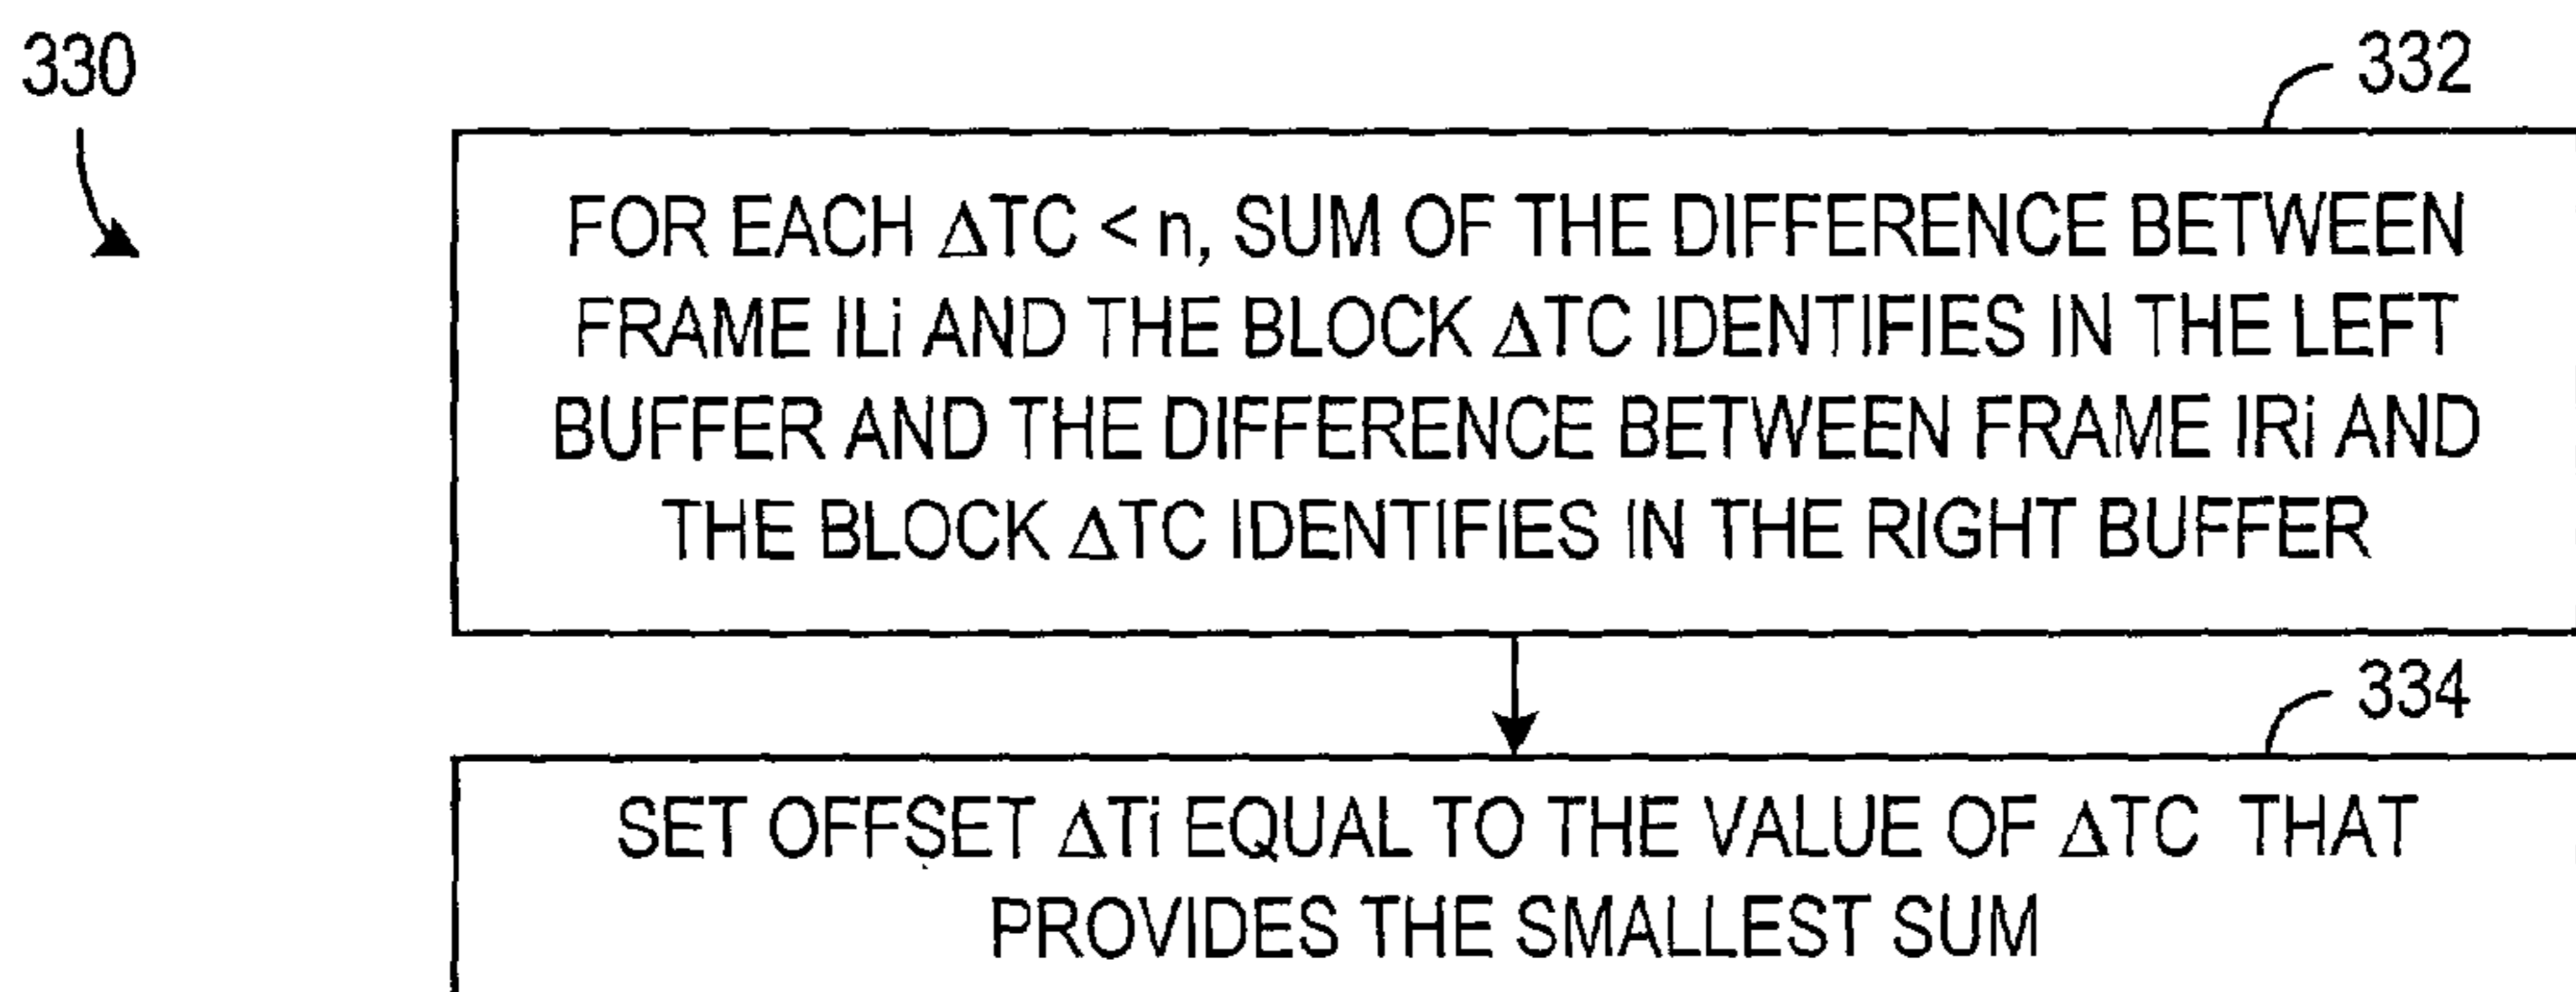 330
332
FOR EACH ΔTC < n, SUM OF THE DIFFERENCE BETWEEN
FRAME ILi AND THE BLOCK ΔTC IDENTIFIES IN THE LEFT
BUFFER AND THE DIFFERENCE BETWEEN FRAME IRi AND
THE BLOCK ΔTC IDENTIFIES IN THE RIGHT BUFFER
334
SET OFFSET ΔTi EQUAL TO THE VALUE OF ΔTC THAT
PROVIDES THE SMALLEST SUM